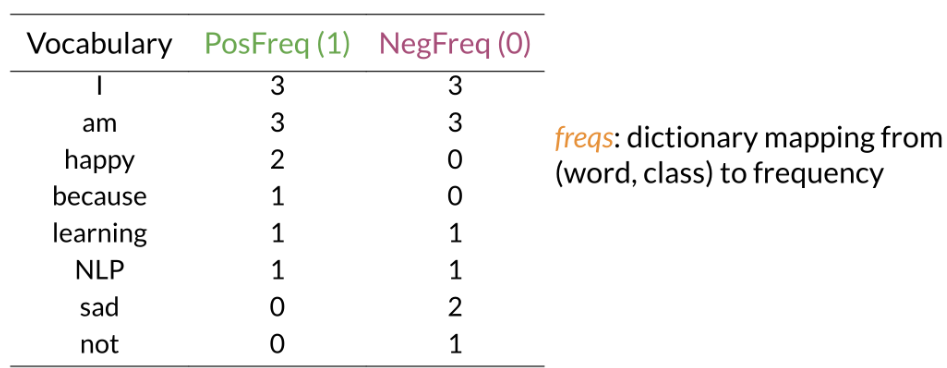 Vocabulary PosFreq (1) NegFreq (0)
I 3 3
am 3 3
happy 2 0
because 1 0
learning 1 1
NLP 1 1
sad 0 2
not 0 1
freqs: dictionary mapping from
(word, class) to frequency